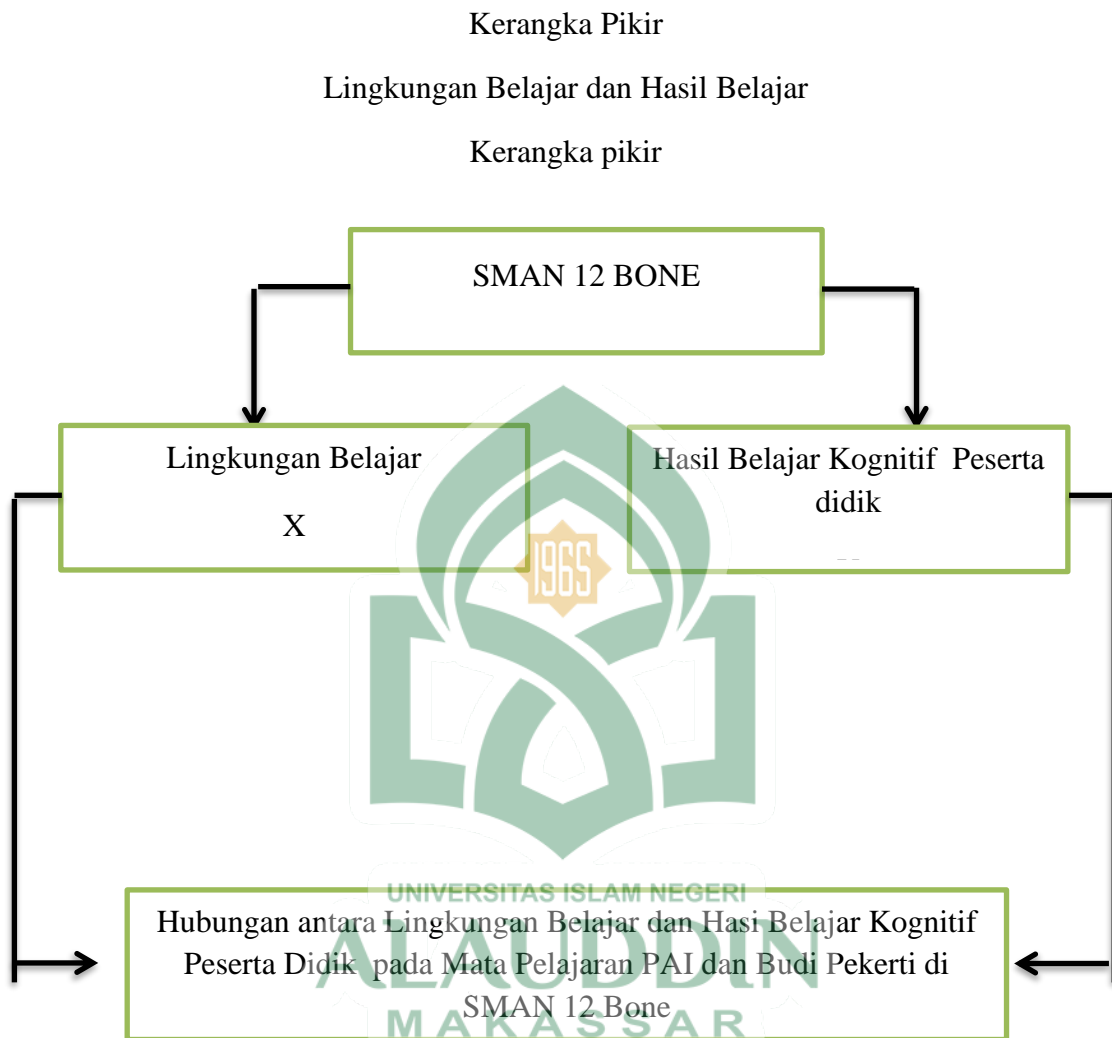 Kerangka Pikir
Lingkungan Belajar dan Hasil Belajar
Kerangka pikir
SMAN 12 BONE
Lingkungan Belajar
X
Hasil Belajar Kognitif Peserta
didik
1965
UNIVERSITAS ISLAM NEGERI
ALAUDDIN
MAKASSAR
Hubungan antara Lingkungan Belajar dan Hasi Belajar Kognitif
Peserta Didik pada Mata Pelajaran PAI dan Budi Pekerti di
SMAN 12 Bone